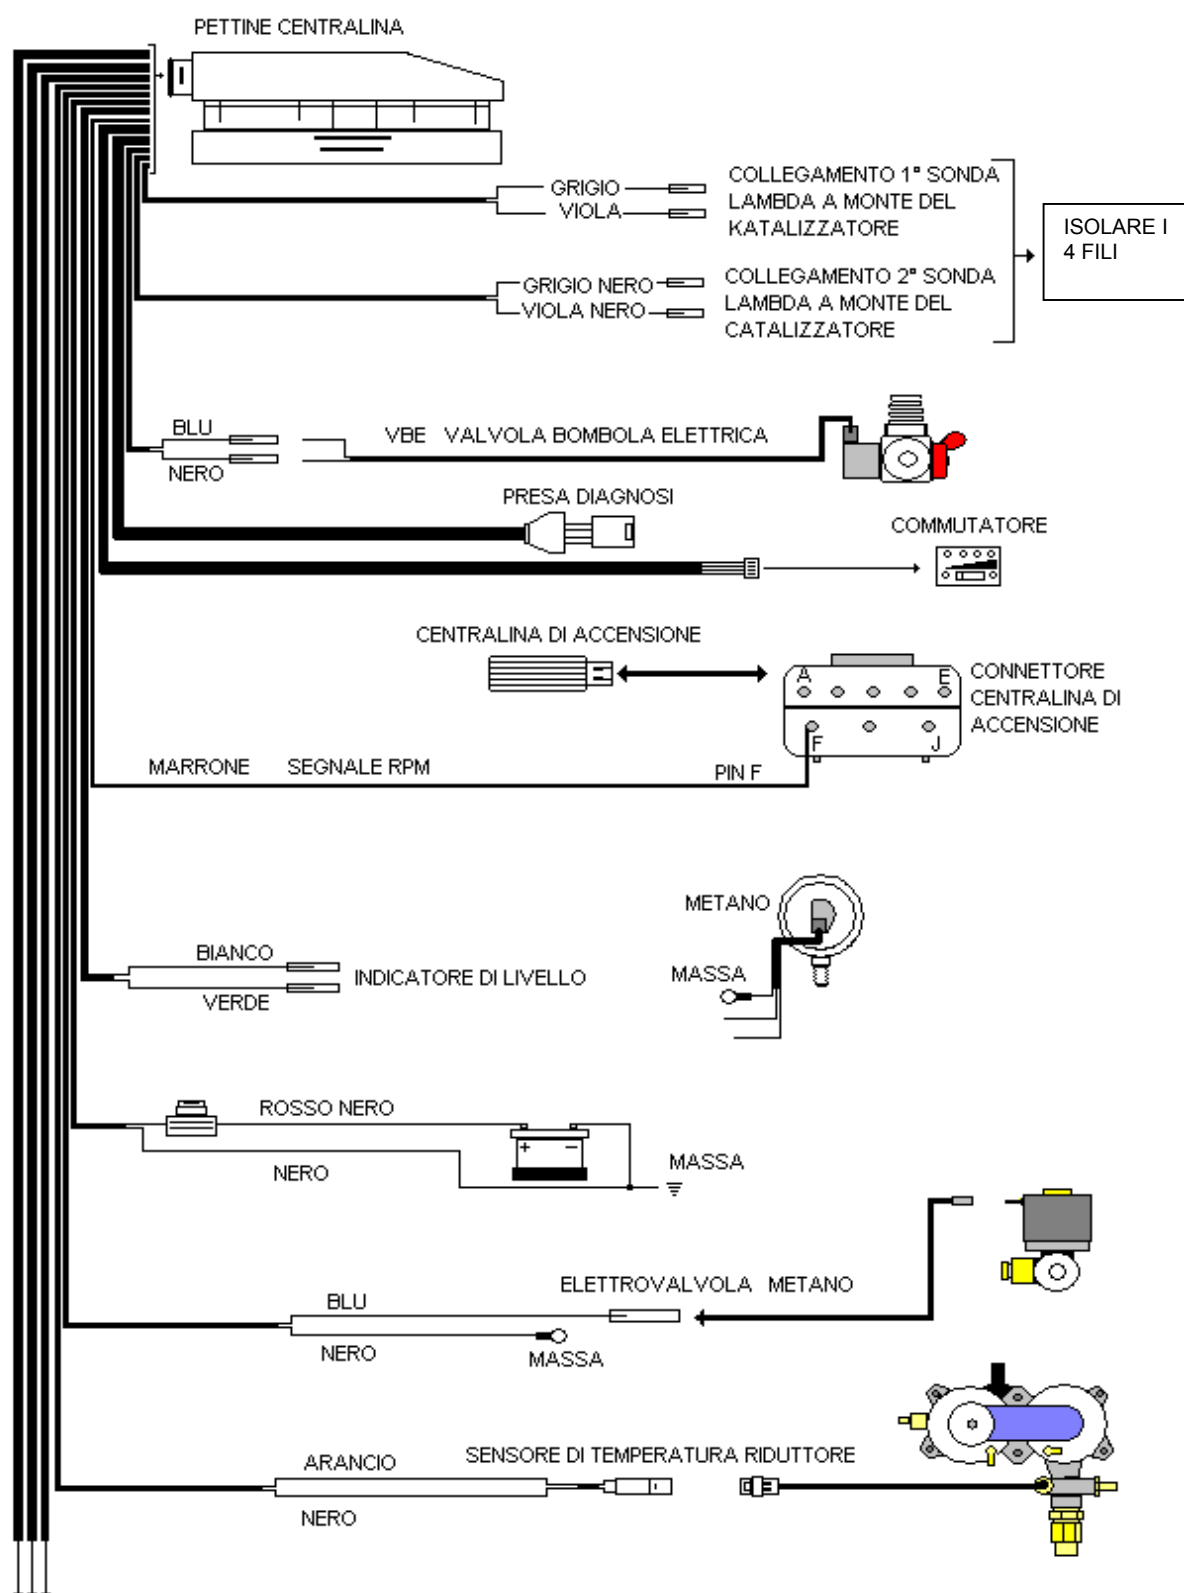 PETTINE CENTRALINA
GRIGIO
VIOLA
COLLEGAMENTO 1° SONDA
LAMBDA A MONTE DEL
KATALIZZATORE
ISOLARE I
4 FILI
GRIGIO NERO
VIOLA NERO
COLLEGAMENTO 2° SONDA
LAMBDA A MONTE DEL
CATALIZZATORE
BLU
NERO
VBE VALVOLA BOMBOLA ELETTRICA
PRESA DIAGNOSI
COMMUTATORE
CENTRALINA DI ACCENSIONE
A E
F J
CONNETTORE
CENTRALINA DI
ACCENSIONE
MARRONE SEGNALE RPM PIN F
METANO
MASSA
BIANCO
VERDE
INDICATORE DI LIVELLO
ROSSO NERO
NERO
+ −
MASSA
ELETTROVALVOLA METANO
BLU
NERO
MASSA
SENSORE DI TEMPERATURA RIDUTTORE
ARANCIO
NERO